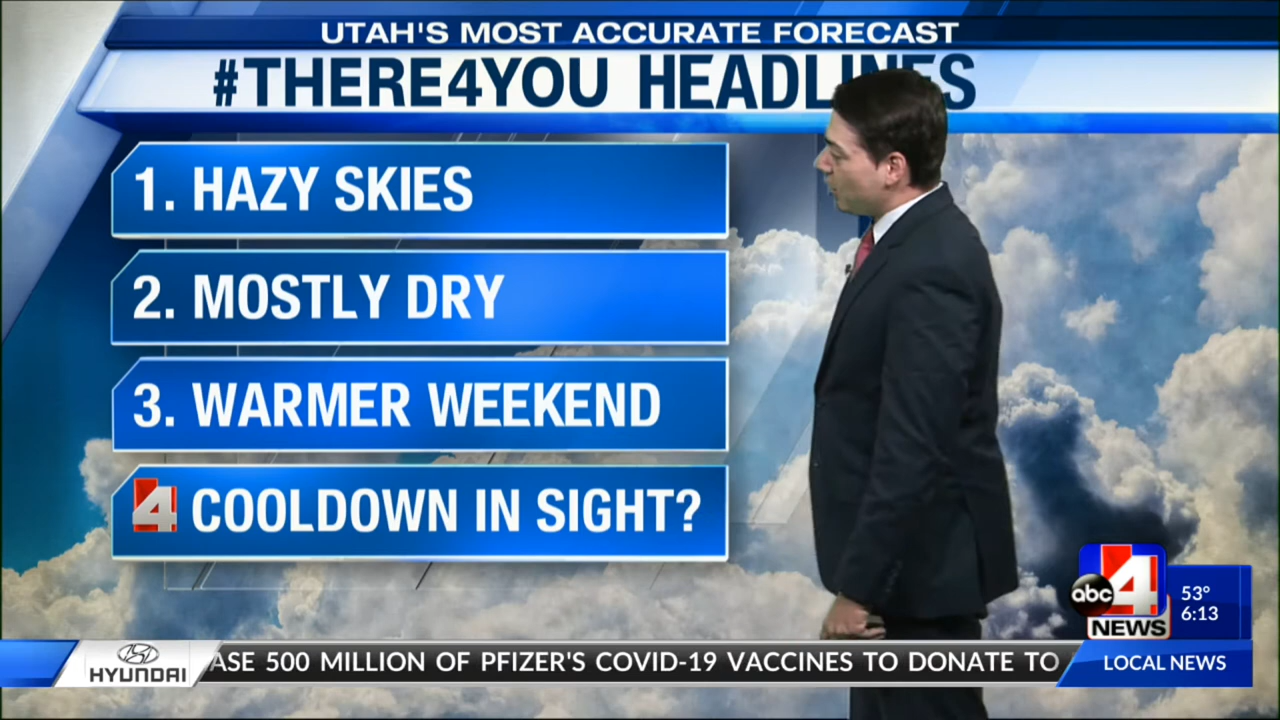 UTAH'S MOST ACCURATE FORECAST
#THERE4YOU HEADLINES
1. HAZY SKIES
2. MOSTLY DRY
3. WARMER WEEKEND
4 COOLDOWN IN SIGHT?
abc 4
NEWS
53°
6:13
HYUNDAI
ASE 500 MILLION OF PFIZER'S COVID-19 VACCINES TO DONATE TO
LOCAL NEWS